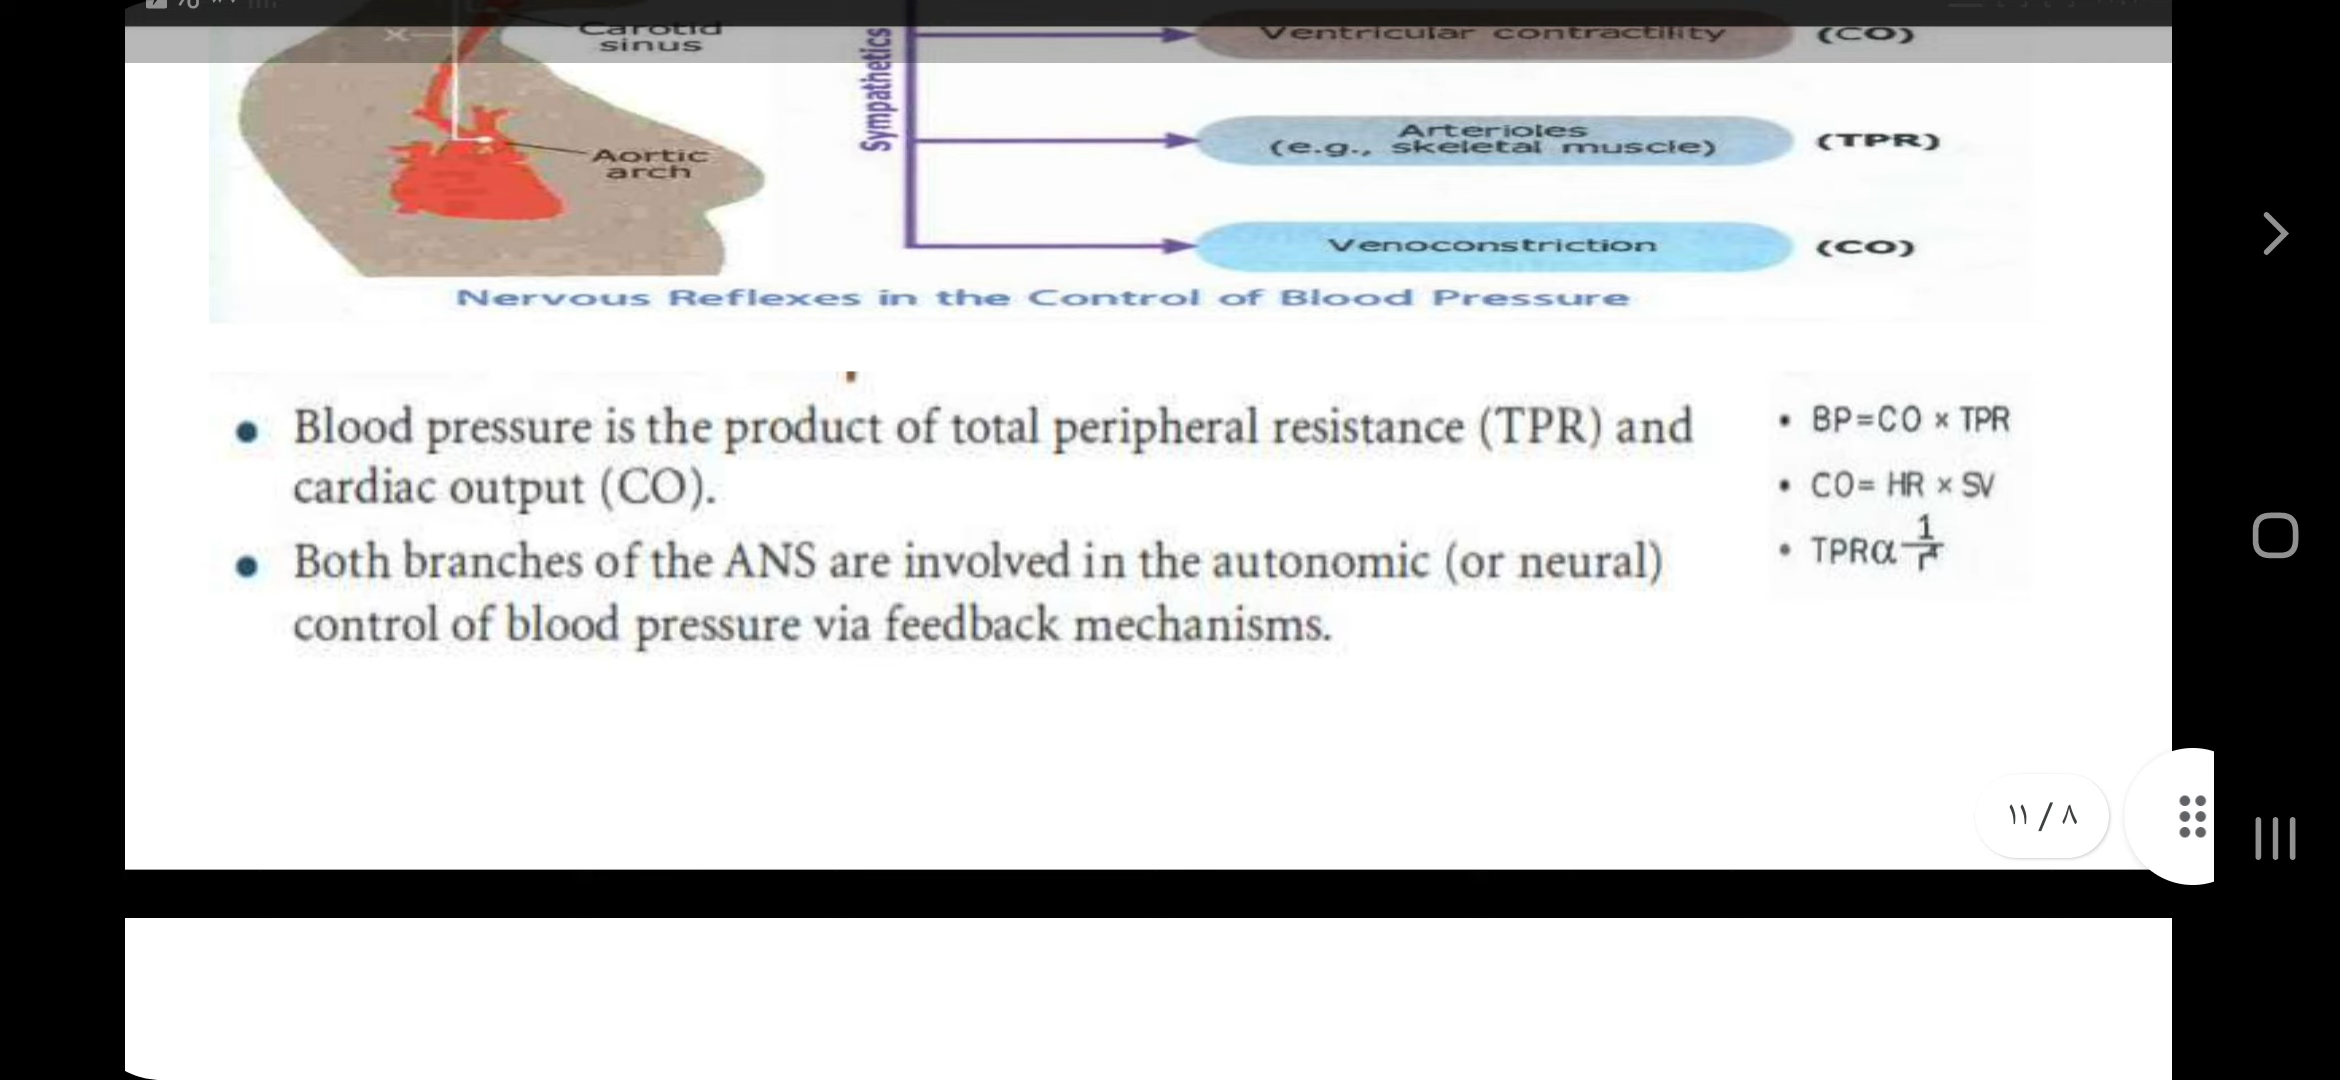 Carotid
sinus
X
Aortic
arch
Sympathetics
Ventricular contractility
(CO)
Arterioles
(e.g., skeletal muscle)
(TPR)
Venoconstriction
(CO)
Nervous Reflexes in the Control of Blood Pressure
• Blood pressure is the product of total peripheral resistance (TPR) and
cardiac output (CO).
• Both branches of the ANS are involved in the autonomic (or neural)
control of blood pressure via feedback mechanisms.
• BP=CO × TPR
• CO= HR × SV
• TPRα 1/r
١١ / ٨